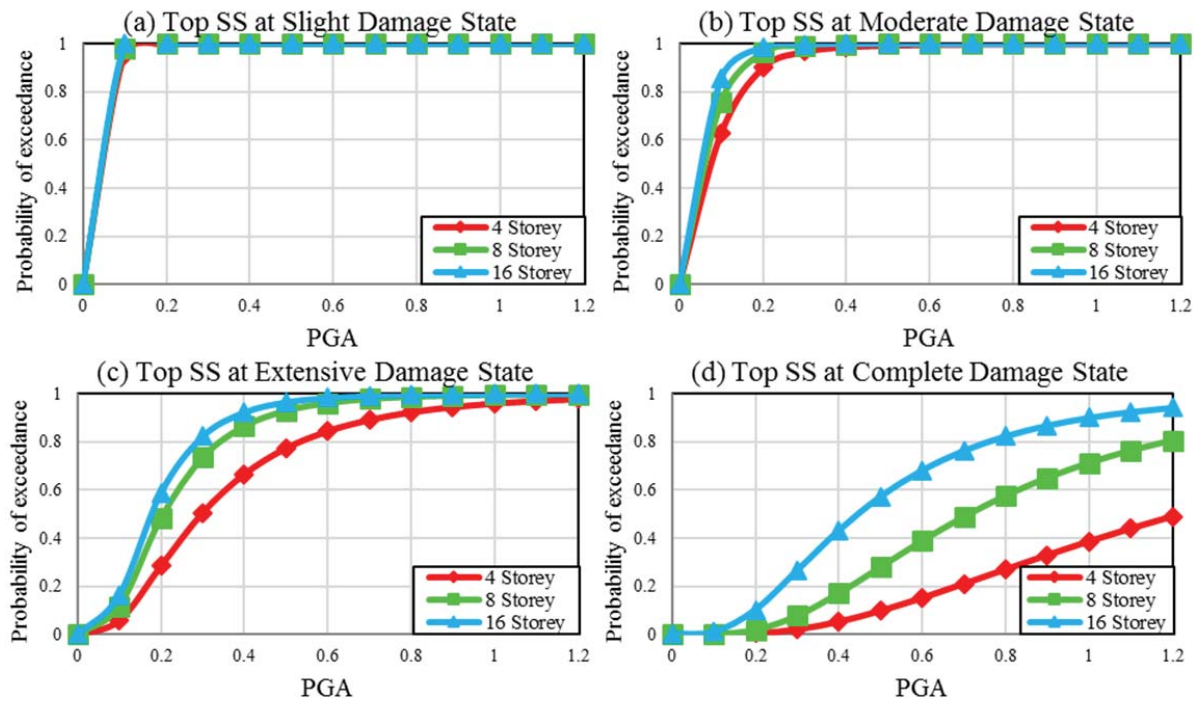 (a) Top SS at Slight Damage State
Probability of exceedance
1
0.8
0.6
0.4
0.2
0
0 0.2 0.4 0.6 0.8 1 1.2
PGA
4 Storey
8 Storey
16 Storey
(b) Top SS at Moderate Damage State
Probability of exceedance
1
0.8
0.6
0.4
0.2
0
0 0.2 0.4 0.6 0.8 1 1.2
PGA
4 Storey
8 Storey
16 Storey
(c) Top SS at Extensive Damage State
Probability of exceedance
1
0.8
0.6
0.4
0.2
0
0 0.2 0.4 0.6 0.8 1 1.2
PGA
4 Storey
8 Storey
16 Storey
(d) Top SS at Complete Damage State
Probability of exceedance
1
0.8
0.6
0.4
0.2
0
0 0.2 0.4 0.6 0.8 1 1.2
PGA
4 Storey
8 Storey
16 Storey